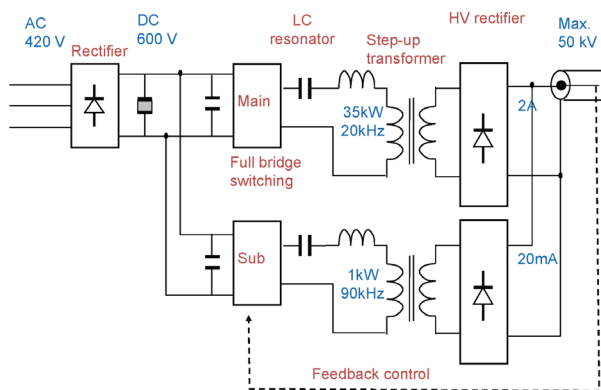 AC
420 V
DC
600 V
Rectifier
LC
resonator
Step-up
transformer
HV rectifier
Max.
50 kV
Main
35kW
20kHz
2A
Full bridge
switching
Sub
1kW
90kHz
20mA
Feedback control